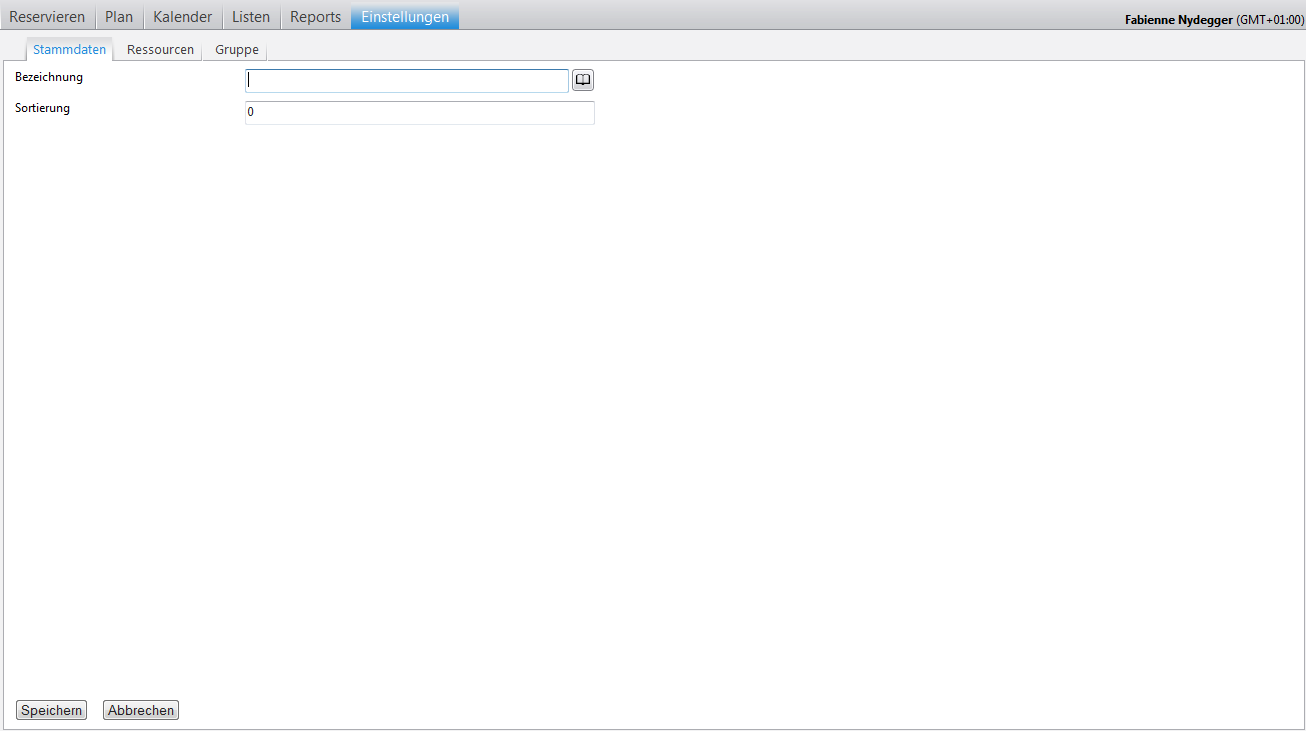 Reservieren Plan Kalender Listen Reports Einstellungen Fabienne Nydegger (GMT+01:00)
Stammdaten Ressourcen Gruppe
Bezeichnung
Sortierung 0
Speichern Abbrechen